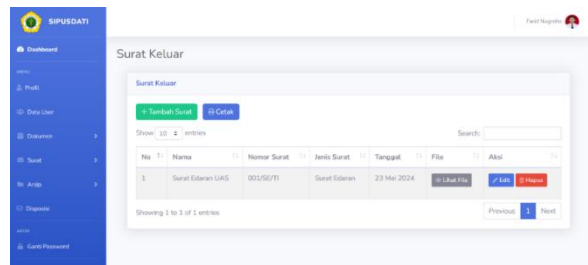 SIPUSDATI
Farid Nugroho
Dashboard
MENU
Profil
Data User
Dokumen
Surat
Arsip
Disposisi
Ganti Password
Surat Keluar
Surat Keluar
+ Tambah Surat Cetak
Show 10 entries Search:
No Nama Nomor Surat Jenis Surat Tanggal File Aksi
1 Surat Edaran UAS 001/SE/TI Surat Edaran 23 Mei 2024 Lihat File Edit Hapus
Showing 1 to 1 of 1 entries Previous 1 Next